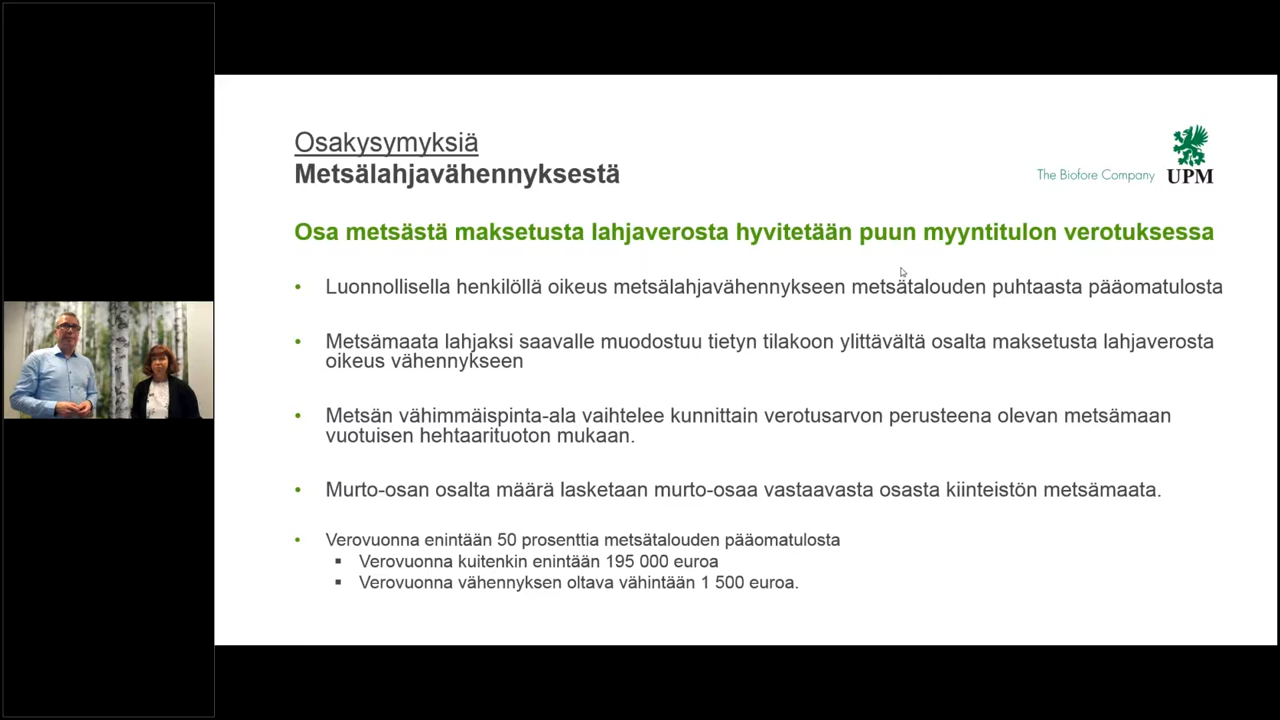 Osakysymyksiä
Metsälahjavähennyksestä
The Biofore Company
UPM
Osa metsästä maksetusta lahjaverosta hyvitetään puun myyntitulon verotuksessa
• Luonnollisella henkilöllä oikeus metsälahjavähennykseen metsätalouden puhtaasta pääomatulosta
• Metsämaata lahjaksi saavalle muodostuu tietyn tilakoon ylittävältä osalta maksetusta lahjaverosta
oikeus vähennykseen
• Metsän vähimmäispinta-ala vaihtelee kunnittain verotusarvon perusteena olevan metsämaan
vuotuisen hehtaarituoton mukaan.
• Murto-osan osalta määrä lasketaan murto-osaa vastaavasta osasta kiinteistön metsämaata.
• Verovuonna enintään 50 prosenttia metsätalouden pääomatulosta
▪ Verovuonna kuitenkin enintään 195 000 euroa
▪ Verovuonna vähennyksen oltava vähintään 1 500 euroa.